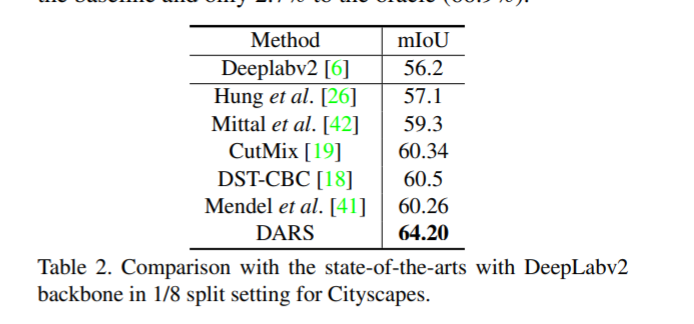 the baseline and only 2.7% to the oracle (66.9%).
Method mIoU
Deeplabv2 [6] 56.2
Hung et al. [26] 57.1
Mittal et al. [42] 59.3
CutMix [19] 60.34
DST-CBC [18] 60.5
Mendel et al. [41] 60.26
DARS 64.20
Table 2. Comparison with the state-of-the-arts with DeepLabv2
backbone in 1/8 split setting for Cityscapes.